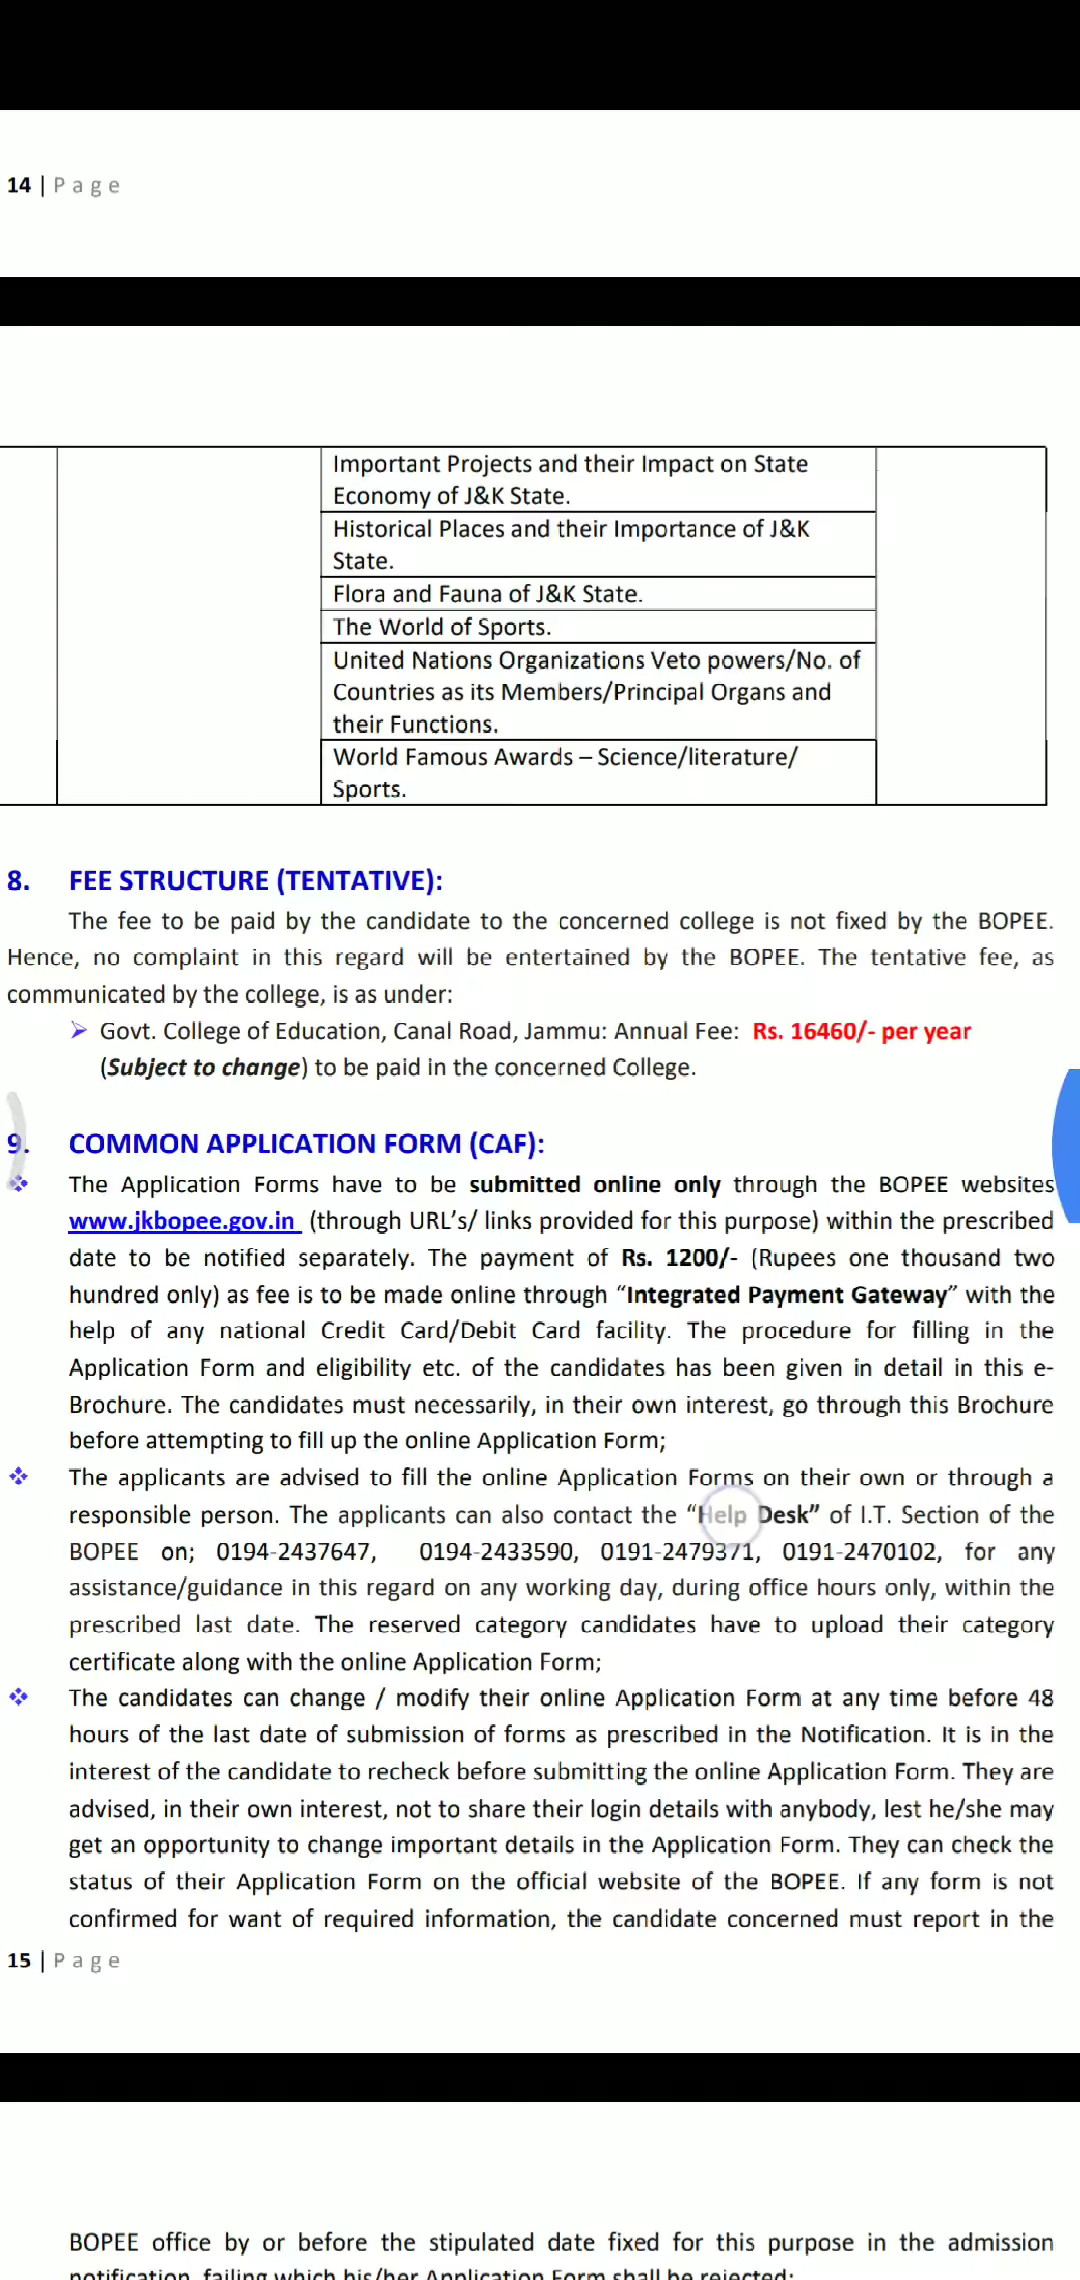 14 | P a g e
Important Projects and their Impact on State
Economy of J&K State.
Historical Places and their Importance of J&K
State.
Flora and Fauna of J&K State.
The World of Sports.
United Nations Organizations Veto powers/No. of
Countries as its Members/Principal Organs and
their Functions.
World Famous Awards – Science/literature/
Sports.
8. FEE STRUCTURE (TENTATIVE):
The fee to be paid by the candidate to the concerned college is not fixed by the BOPEE.
Hence, no complaint in this regard will be entertained by the BOPEE. The tentative fee, as
communicated by the college, is as under:
➢ Govt. College of Education, Canal Road, Jammu: Annual Fee: Rs. 16460/- per year
(Subject to change) to be paid in the concerned College.
9. COMMON APPLICATION FORM (CAF):
❖ The Application Forms have to be submitted online only through the BOPEE websites
www.jkbopee.gov.in (through URL's/ links provided for this purpose) within the prescribed
date to be notified separately. The payment of Rs. 1200/- (Rupees one thousand two
hundred only) as fee is to be made online through “Integrated Payment Gateway” with the
help of any national Credit Card/Debit Card facility. The procedure for filling in the
Application Form and eligibility etc. of the candidates has been given in detail in this e-
Brochure. The candidates must necessarily, in their own interest, go through this Brochure
before attempting to fill up the online Application Form;
❖ The applicants are advised to fill the online Application Forms on their own or through a
responsible person. The applicants can also contact the “Help Desk” of I.T. Section of the
BOPEE on; 0194-2437647, 0194-2433590, 0191-2479371, 0191-2470102, for any
assistance/guidance in this regard on any working day, during office hours only, within the
prescribed last date. The reserved category candidates have to upload their category
certificate along with the online Application Form;
❖ The candidates can change / modify their online Application Form at any time before 48
hours of the last date of submission of forms as prescribed in the Notification. It is in the
interest of the candidate to recheck before submitting the online Application Form. They are
advised, in their own interest, not to share their login details with anybody, lest he/she may
get an opportunity to change important details in the Application Form. They can check the
status of their Application Form on the official website of the BOPEE. If any form is not
confirmed for want of required information, the candidate concerned must report in the
15 | P a g e
BOPEE office by or before the stipulated date fixed for this purpose in the admission
notification, failing which his/her Application Form shall be rejected;